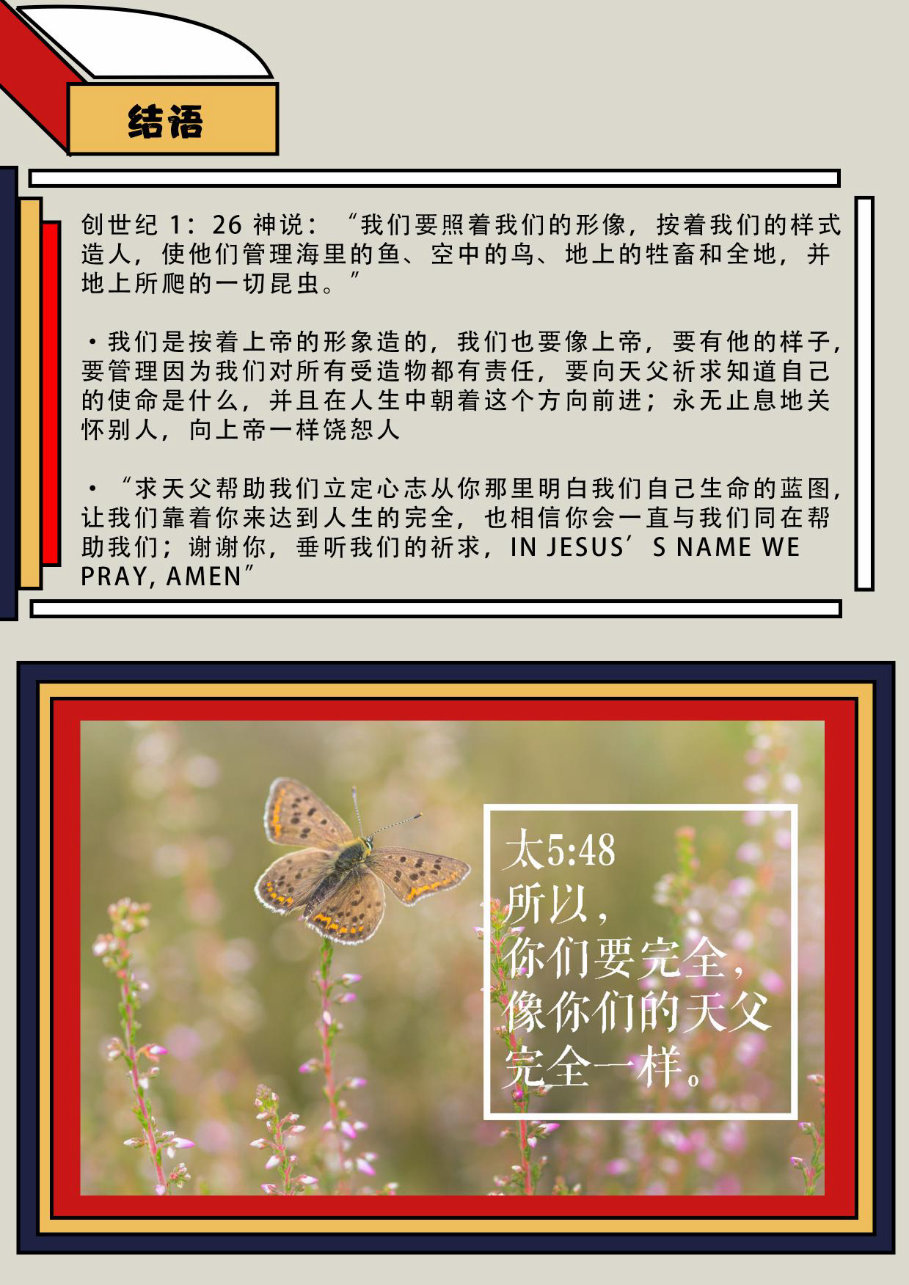 结语
创世纪 1：26 神说：“我们要照着我们的形像，按着我们的样式
造人，使他们管理海里的鱼、空中的鸟、地上的牲畜和全地，并
地上所爬的一切昆虫。”
·我们是按着上帝的形象造的，我们也要像上帝，要有他的样子，
要管理因为我们对所有受造物都有责任，要向天父祈求知道自己
的使命是什么，并且在人生中朝着这个方向前进；永无止息地关
怀别人，向上帝一样饶恕人
·“求天父帮助我们立定心志从你那里明白我们自己生命的蓝图，
让我们靠着你来达到人生的完全，也相信你会一直与我们同在帮
助我们；谢谢你，垂听我们的祈求，IN JESUS’S NAME WE
PRAY, AMEN”
太5:48
所以，
你们要完全，
像你们的天父
完全一样。